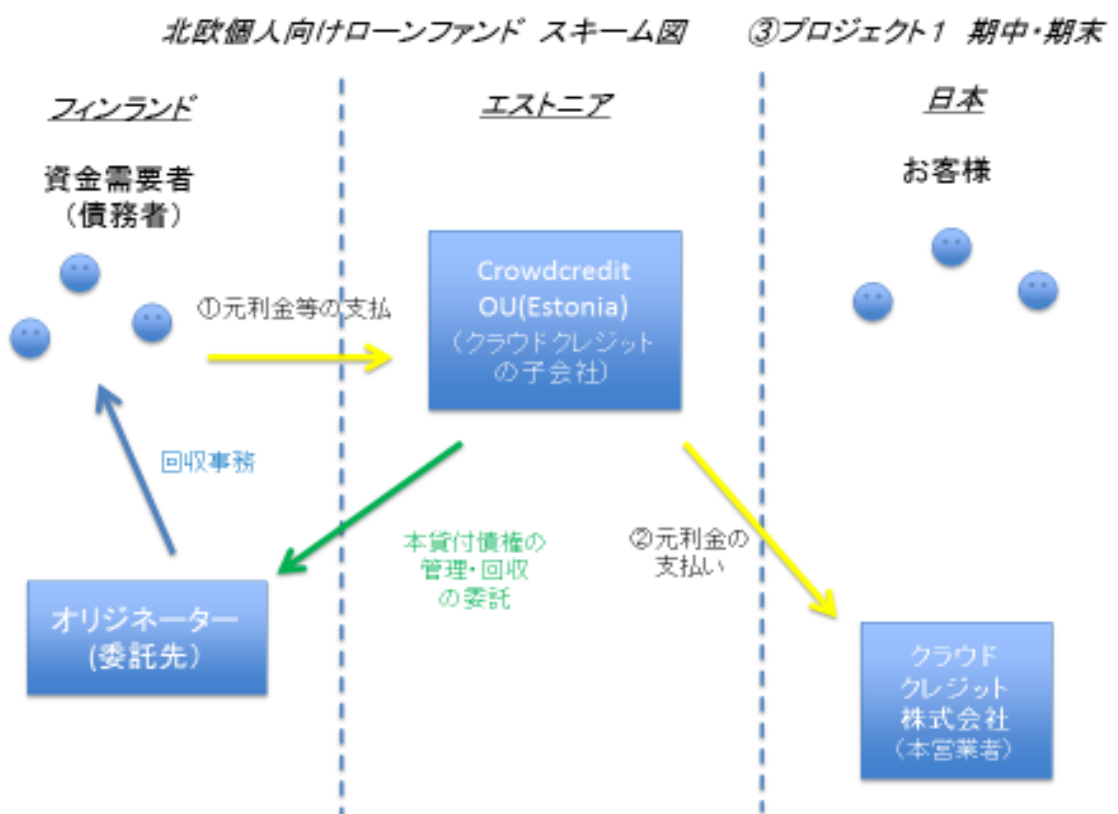 北欧個人向けローンファンド スキーム図 ③プロジェクト1 期中・期末
フィンランド
エストニア
日本
資金需要者
（債務者）
お客様
Crowdcredit
OU(Estonia)
（クラウドクレジット
の子会社）
①元利金等の支払
回収事務
本貸付債権の
管理・回収
の委託
②元利金の
支払い
オリジネーター
(委託先）
クラウド
クレジット
株式会社
（本営業者）